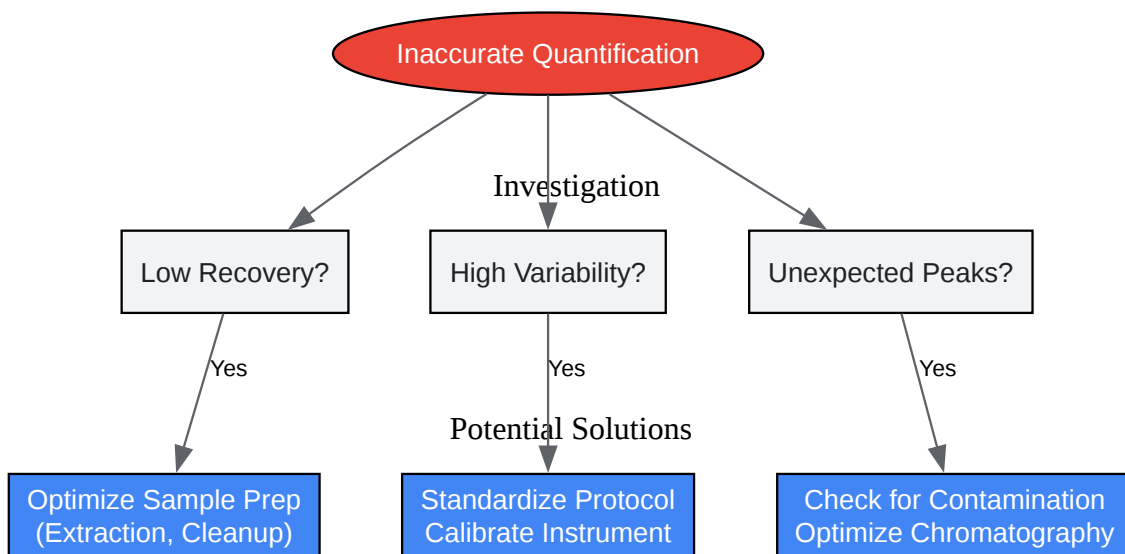 Inaccurate Quantification
Investigation
Low Recovery?
High Variability?
Unexpected Peaks?
Yes
Yes
Yes
Potential Solutions
Optimize Sample Prep
(Extraction, Cleanup)
Standardize Protocol
Calibrate Instrument
Check for Contamination
Optimize Chromatography